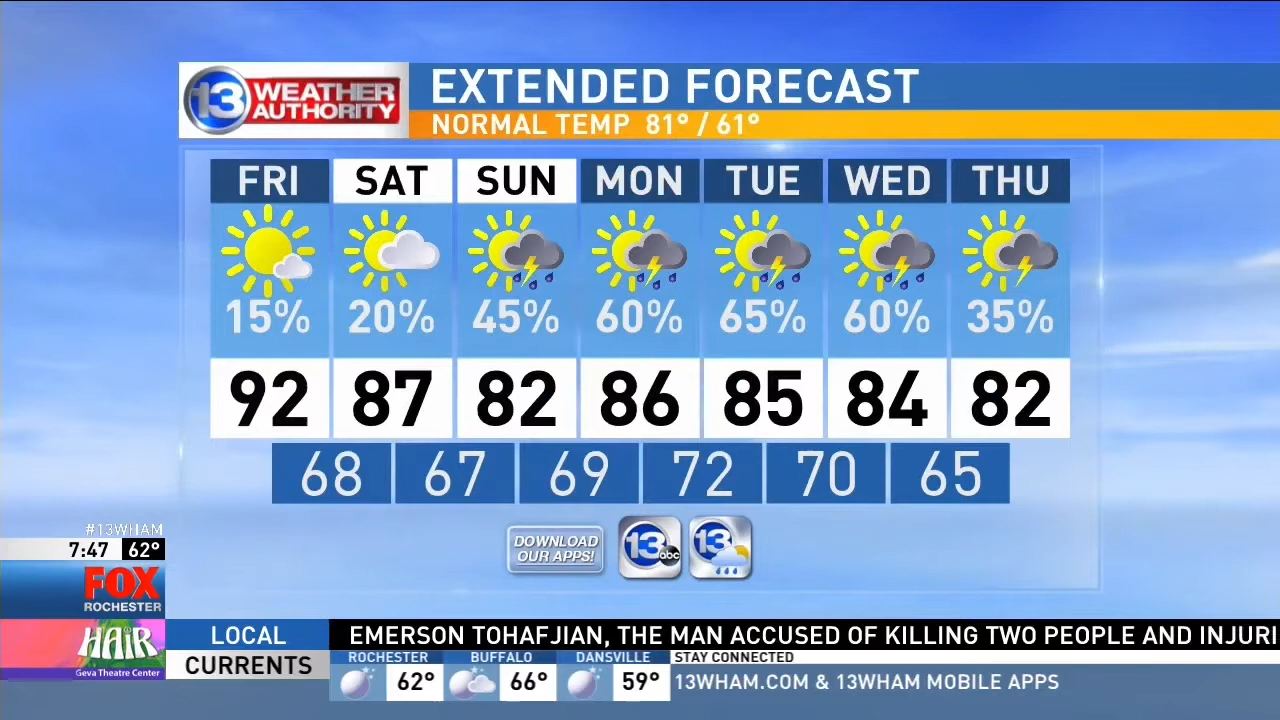 13 WEATHER AUTHORITY
EXTENDED FORECAST
NORMAL TEMP 81° / 61°
FRI SAT SUN MON TUE WED THU
15% 20% 45% 60% 65% 60% 35%
92 87 82 86 85 84 82
68 67 69 72 70 65
DOWNLOAD
OUR APPS!
13 abc
13
#13WHAM
7:47 62°
FOX
ROCHESTER
HAIR
Geva Theatre Center
LOCAL
CURRENTS
EMERSON TOHAFJIAN, THE MAN ACCUSED OF KILLING TWO PEOPLE AND INJURI
ROCHESTER BUFFALO DANSVILLE STAY CONNECTED
62° 66° 59° 13WHAM.COM & 13WHAM MOBILE APPS